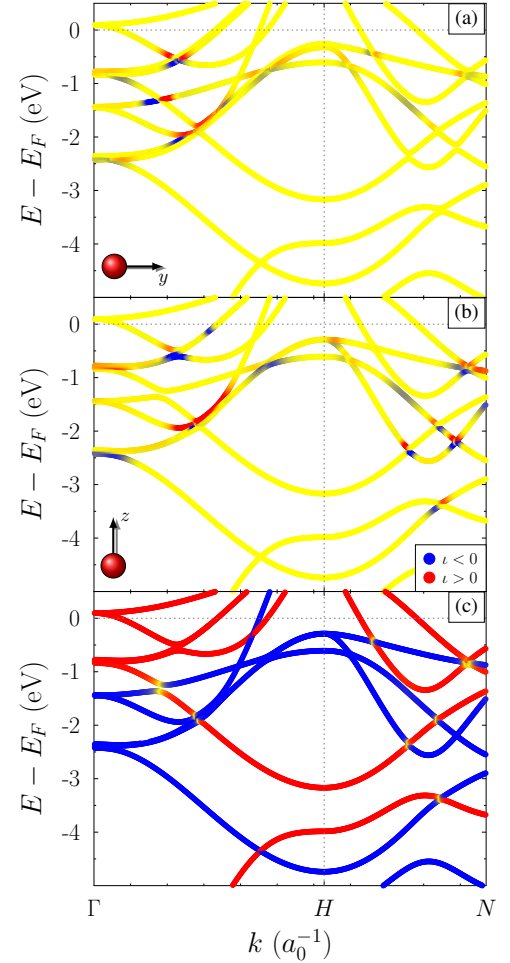 (a)
0
-1
-2
-3
-4
E − E_F (eV)
y
(b)
0
-1
-2
-3
-4
E − E_F (eV)
z
ι < 0
ι > 0
(c)
0
-1
-2
-3
-4
E − E_F (eV)
Γ H N
k (a₀⁻¹)